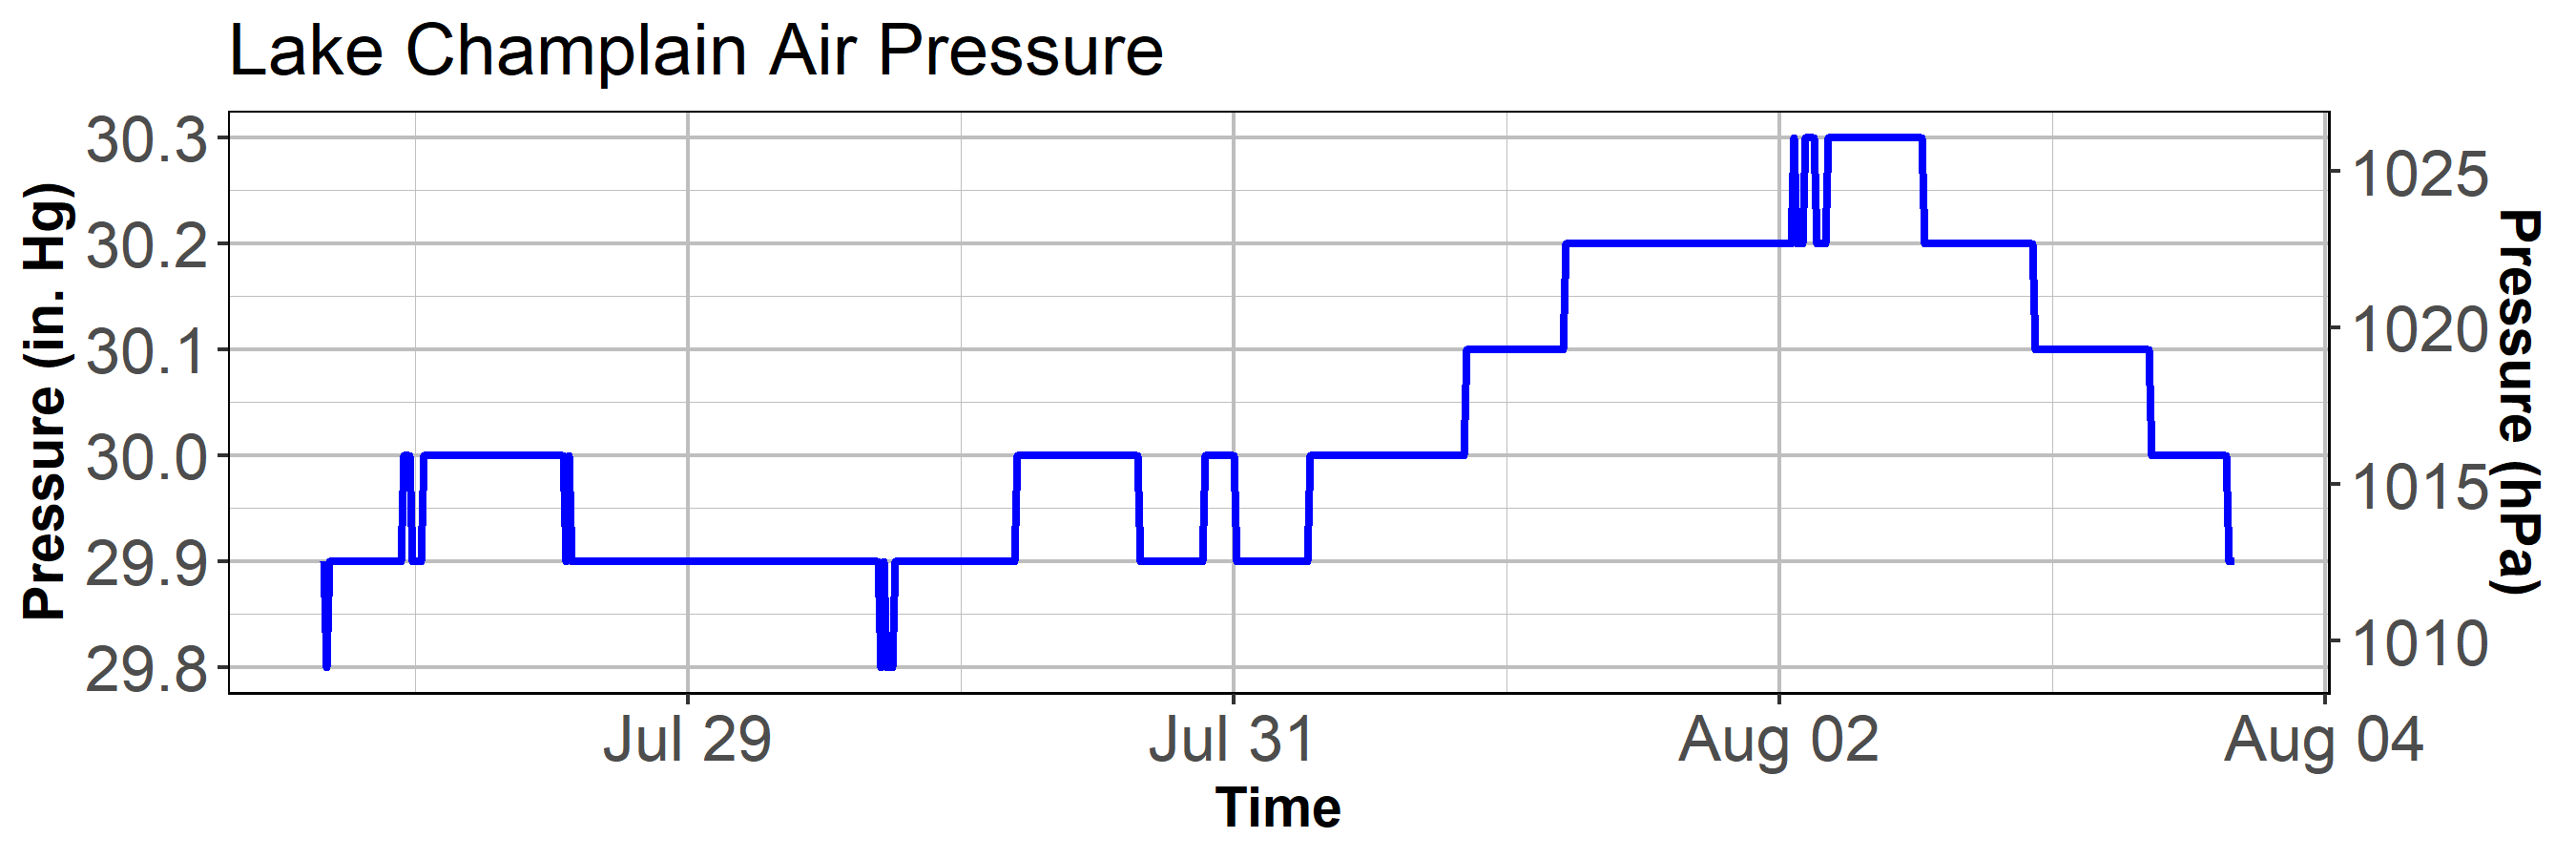 Lake Champlain Air Pressure
Pressure (in. Hg)
30.3
30.2
30.1
30.0
29.9
29.8
1025
1020
1015
1010
Pressure (hPa)
Jul 29 Jul 31 Aug 02 Aug 04
Time